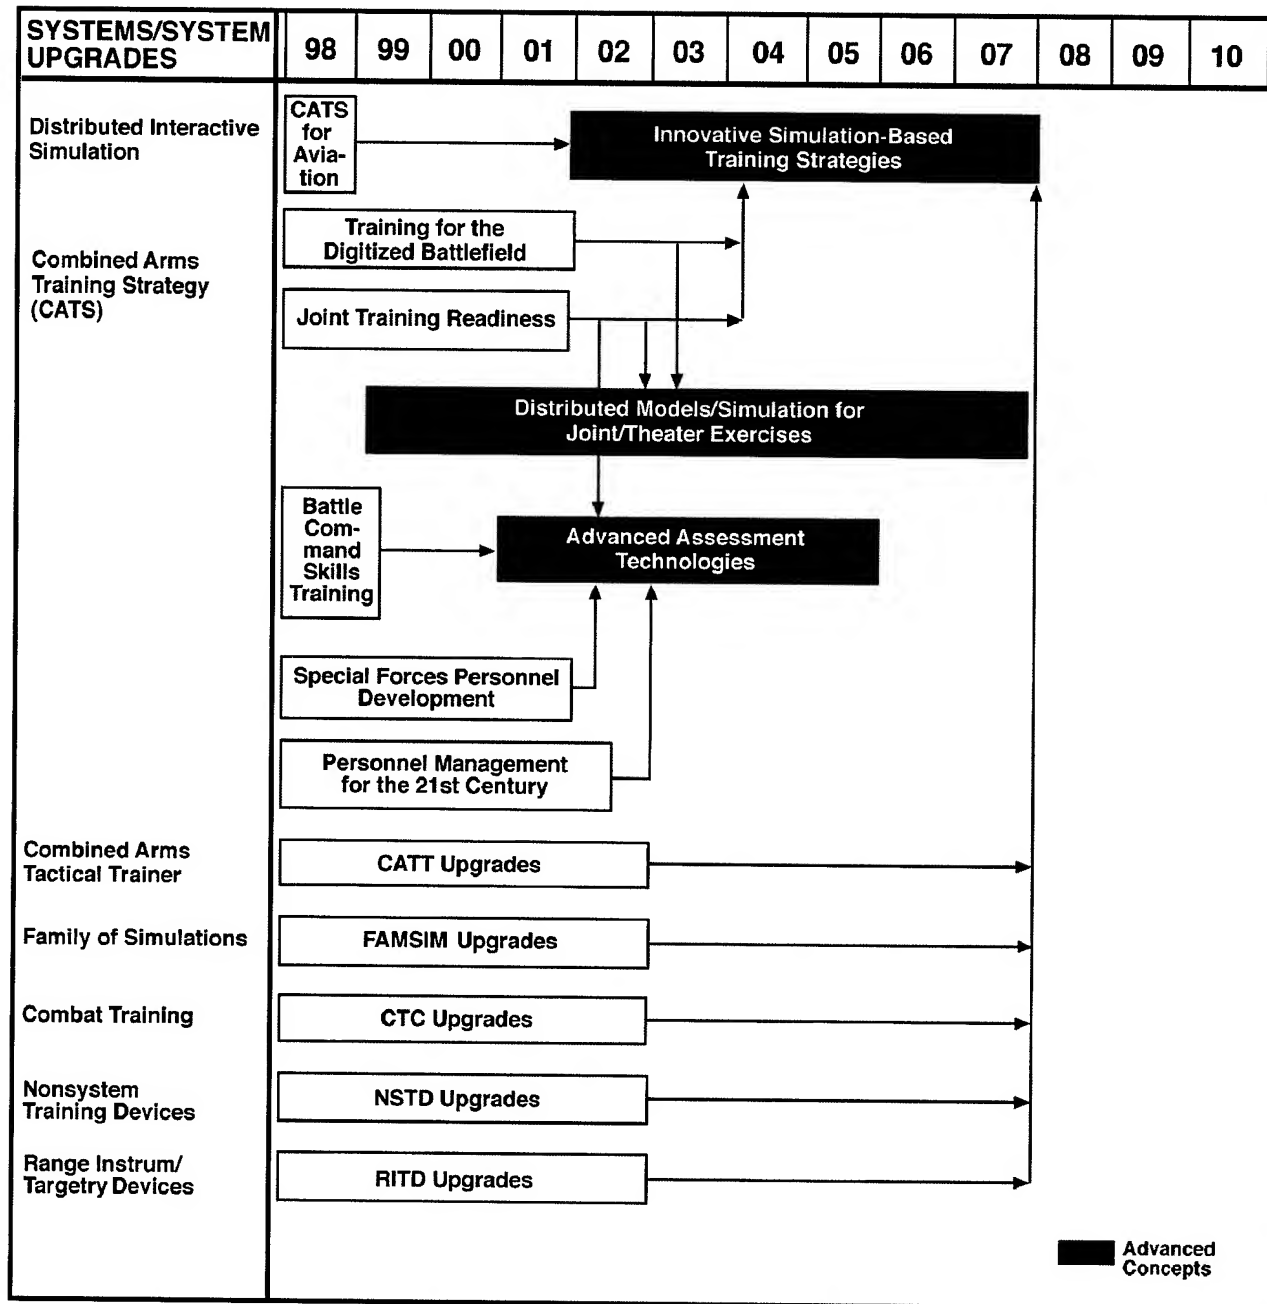 SYSTEMS/SYSTEM
UPGRADES
98 99 00 01 02 03 04 05 06 07 08 09 10
Distributed Interactive
Simulation
CATS
for
Avia-
tion
Innovative Simulation-Based
Training Strategies
Combined Arms
Training Strategy
(CATS)
Training for the
Digitized Battlefield
Joint Training Readiness
Distributed Models/Simulation for
Joint/Theater Exercises
Battle
Com-
mand
Skills
Training
Advanced Assessment
Technologies
Special Forces Personnel
Development
Personnel Management
for the 21st Century
Combined Arms
Tactical Trainer
CATT Upgrades
Family of Simulations
FAMSIM Upgrades
Combat Training
CTC Upgrades
Nonsystem
Training Devices
NSTD Upgrades
Range Instrum/
Targetry Devices
RITD Upgrades
Advanced
Concepts